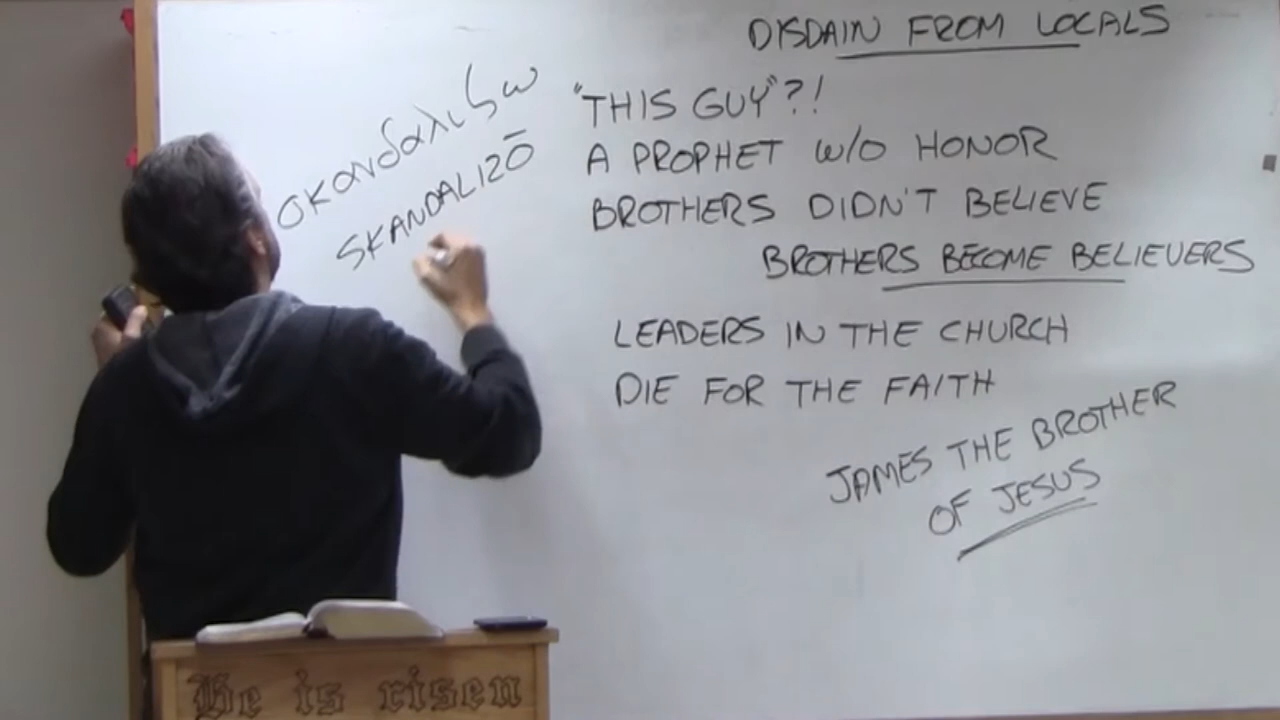 DISDAIN FROM LOCALS
σκανδαλιζω
SKANDALIZŌ
"THIS GUY"?!
A PROPHET W/O HONOR
BROTHERS DIDN'T BELIEVE
BROTHERS BECOME BELIEVERS
LEADERS IN THE CHURCH
DIE FOR THE FAITH
JAMES THE BROTHER
OF JESUS
He is risen